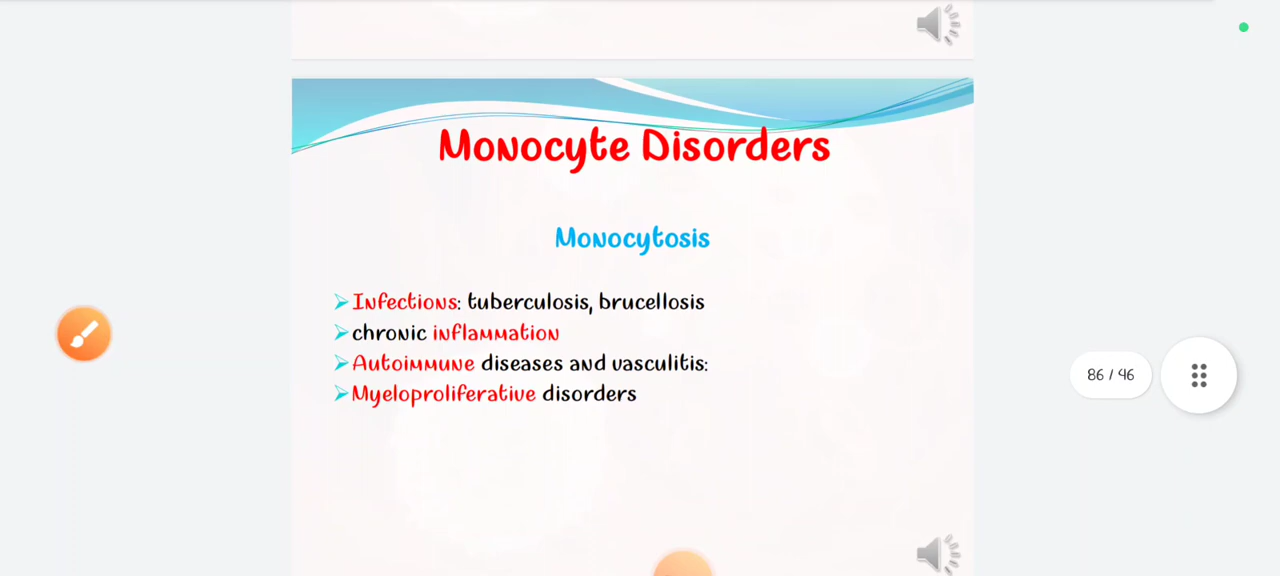 Monocyte Disorders
Monocytosis
➢Infections: tuberculosis, brucellosis
➢chronic inflammation
➢Autoimmune diseases and vasculitis:
➢Myeloproliferative disorders
86 / 46